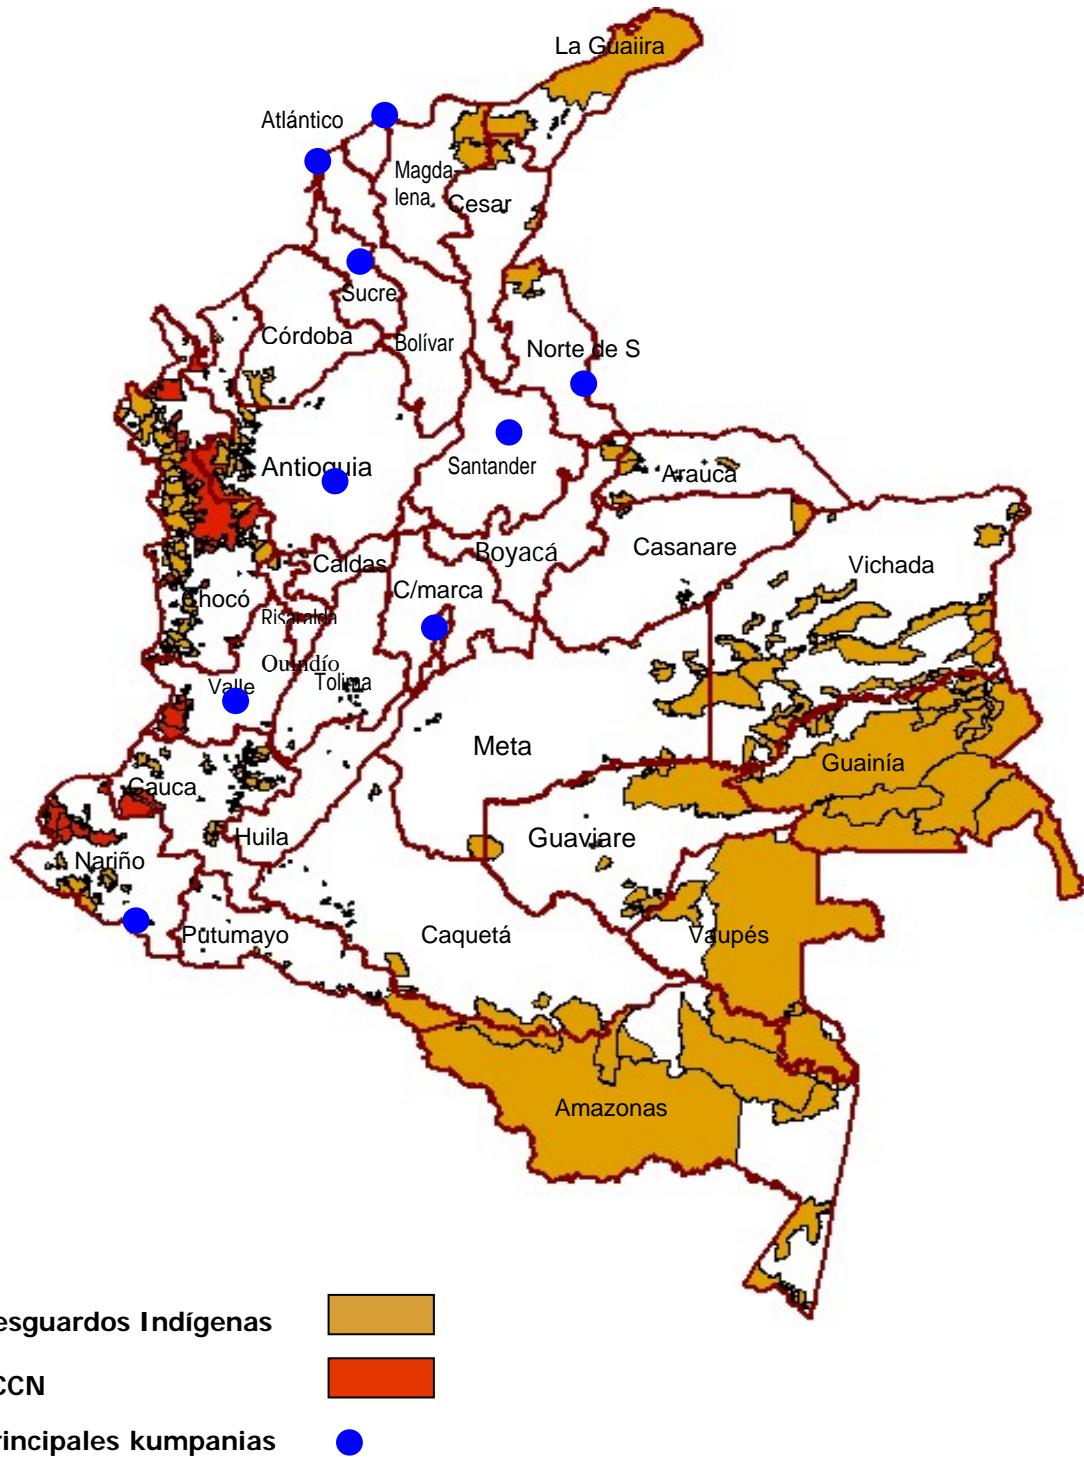 La Guaiira
Atlántico
Magda-
lena
Cesar
Sucre
Córdoba
Bolívar
Norte de S
Antioquia
Santander
Arauca
Caldas
Boyacá
Casanare
Vichada
C/marca
Chocó
Risaralda
Quindío
Tolima
Valle
Meta
Guainía
Cauca
Huila
Guaviare
Nariño
Putumayo
Caquetá
Vaupés
Amazonas
esguardos Indígenas
CCN
rincipales kumpanias